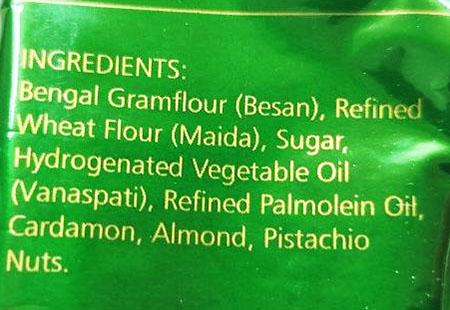 INGREDIENTS:
Bengal Gramflour (Besan), Refined
Wheat Flour (Maida), Sugar,
Hydrogenated Vegetable Oil
(Vanaspati), Refined Palmolein Oil,
Cardamon, Almond, Pistachio
Nuts.